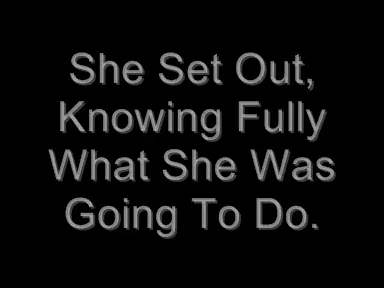 She Set Out,
Knowing Fully
What She Was
Going To Do.